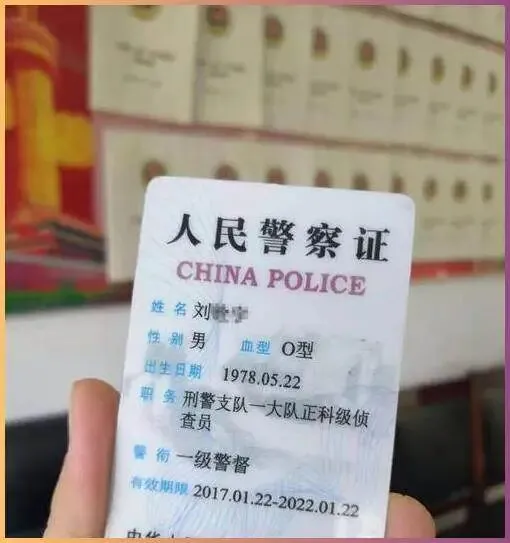 人民警察证
CHINA POLICE
姓名 刘
性别 男 血型 O型
出生日期 1978.05.22
职务 刑警支队一大队正科级侦
查员
警衔 一级警督
有效期限 2017.01.22-2022.01.22